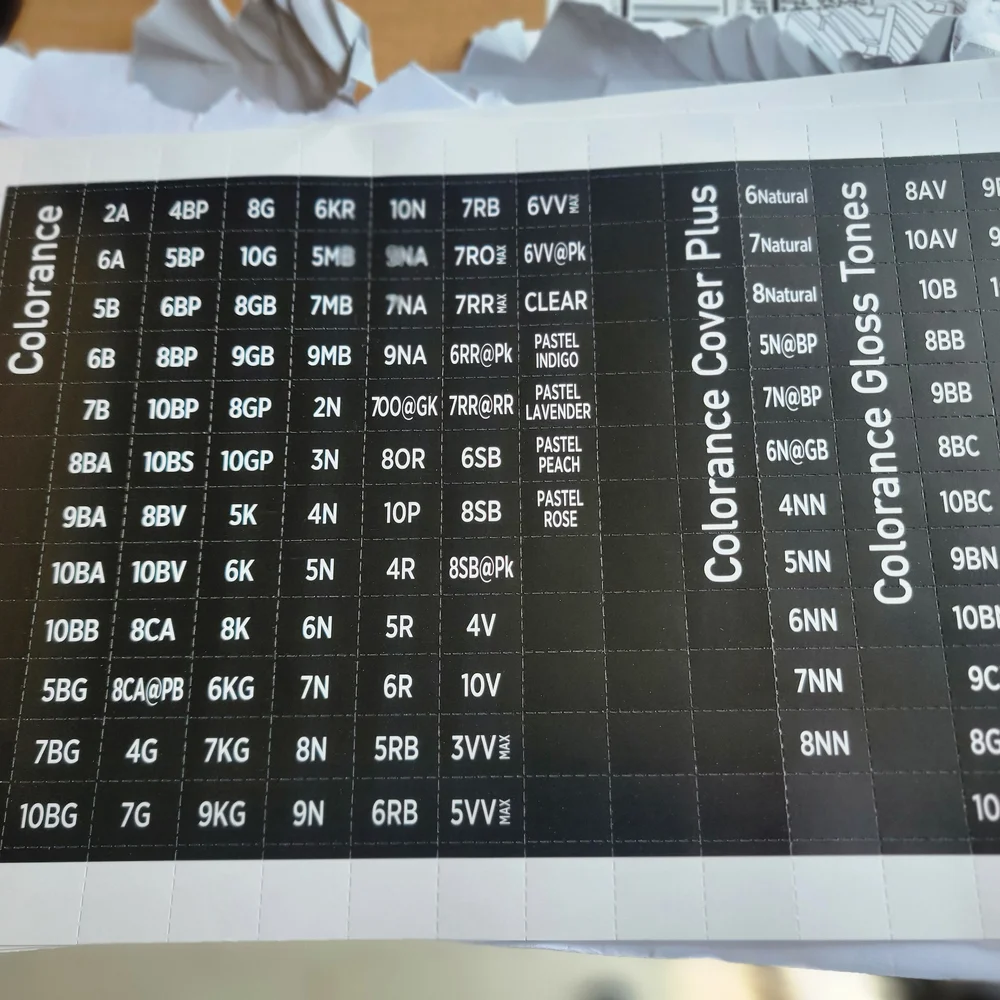 Colorance
2A 4BP 8G 6KR 10N 7RB 6VV MAX
6A 5BP 10G 5MB 7RO MAX 6VV@Pk
5B 6BP 8GB 7MB 7NA 7RR MAX CLEAR
6B 8BP 9GB 9MB 9NA 6RR@Pk PASTEL INDIGO
7B 10BP 8GP 2N 7OO@GK 7RR@RR PASTEL LAVENDER
8BA 10BS 10GP 3N 8OR 6SB PASTEL PEACH
9BA 8BV 5K 4N 10P 8SB PASTEL ROSE
10BA 10BV 6K 5N 4R 8SB@Pk
10BB 8CA 8K 6N 5R 4V
5BG 8CA@PB 6KG 7N 6R 10V
7BG 4G 7KG 8N 5RB 3VV MAX
10BG 7G 9KG 9N 6RB 5VV MAX
Colorance Cover Plus
6Natural
7Natural
8Natural
5N@BP
7N@BP
6N@GB
4NN
5NN
6NN
7NN
8NN
Colorance Gloss Tones
8AV
10AV
10B
8BB
9BB
8BC
10BC
9BN